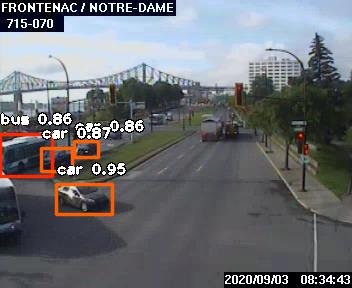 FRONTENAC / NOTRE-DAME
715-070
bus 0.86
car 0.86
car 0.87
car 0.95
2020/09/03 08:34:43